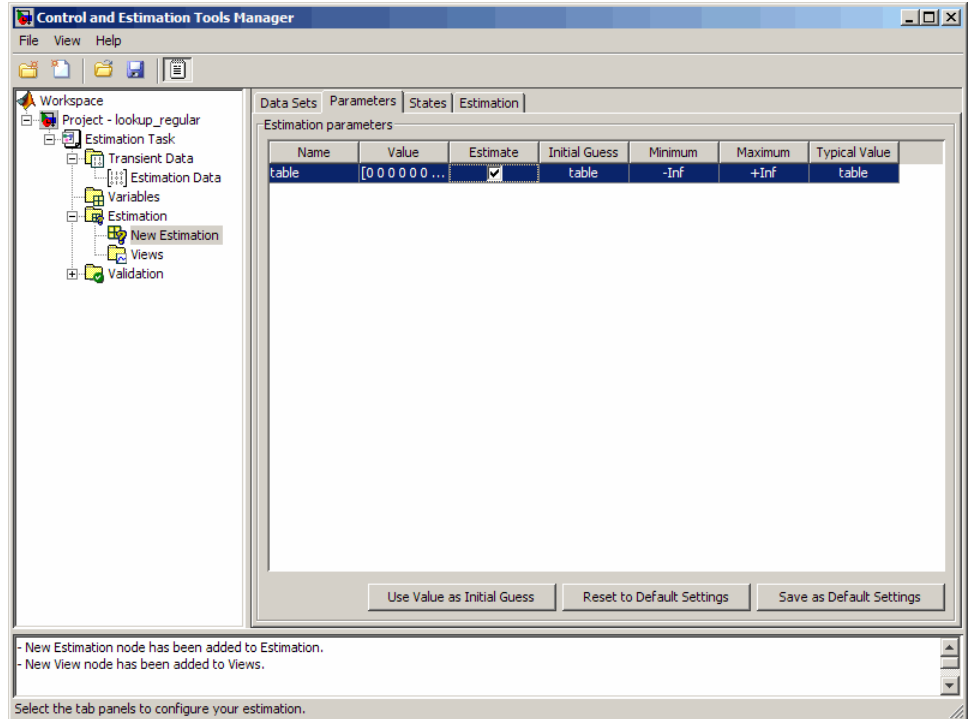 Control and Estimation Tools Manager
File View Help
Workspace
Project - lookup_regular
Estimation Task
Transient Data
Estimation Data
Variables
Estimation
New Estimation
Views
Validation
Data Sets Parameters States Estimation
Estimation parameters
Name Value Estimate Initial Guess Minimum Maximum Typical Value
table [0 0 0 0 0 0 ... table -Inf +Inf table
Use Value as Initial Guess Reset to Default Settings Save as Default Settings
- New Estimation node has been added to Estimation.
- New View node has been added to Views.
Select the tab panels to configure your estimation.